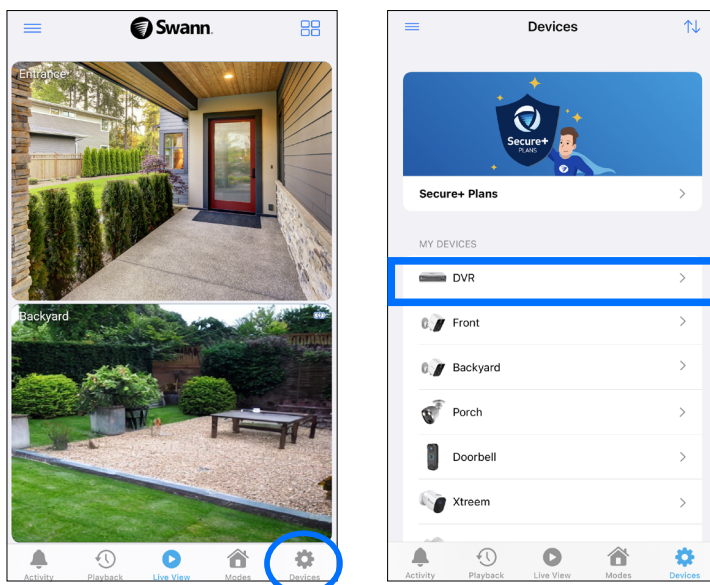 Swann
Entrance
Backyard
Activity
Playback
Live View
Modes
Devices
Devices
Secure+
PLANS
Secure+ Plans
MY DEVICES
DVR
Front
Backyard
Porch
Doorbell
Xtreem
Activity
Playback
Live View
Modes
Devices